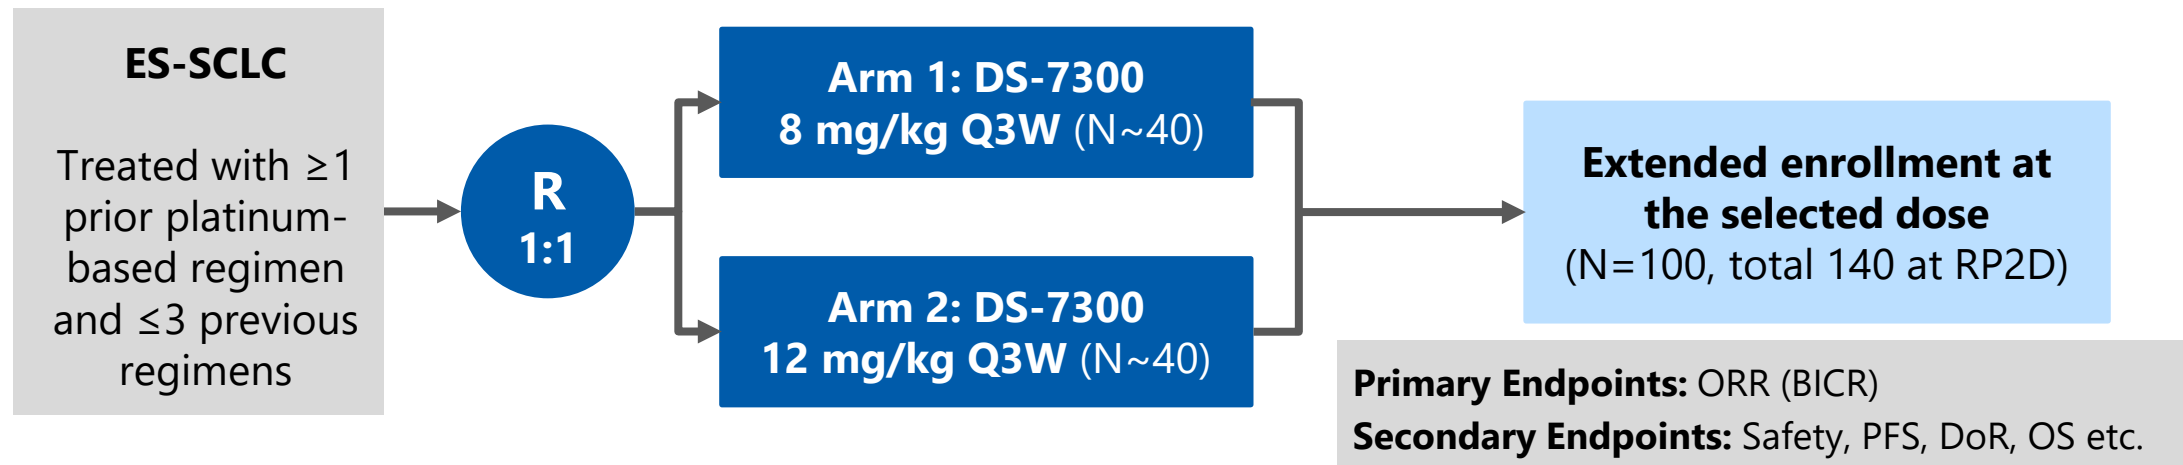 ES-SCLC
Treated with ≥1
prior platinum-
based regimen
and ≤3 previous
regimens
R
1:1
Arm 1: DS-7300
8 mg/kg Q3W (N~40)
Arm 2: DS-7300
12 mg/kg Q3W (N~40)
Extended enrollment at
the selected dose
(N=100, total 140 at RP2D)
Primary Endpoints: ORR (BICR)
Secondary Endpoints: Safety, PFS, DoR, OS etc.